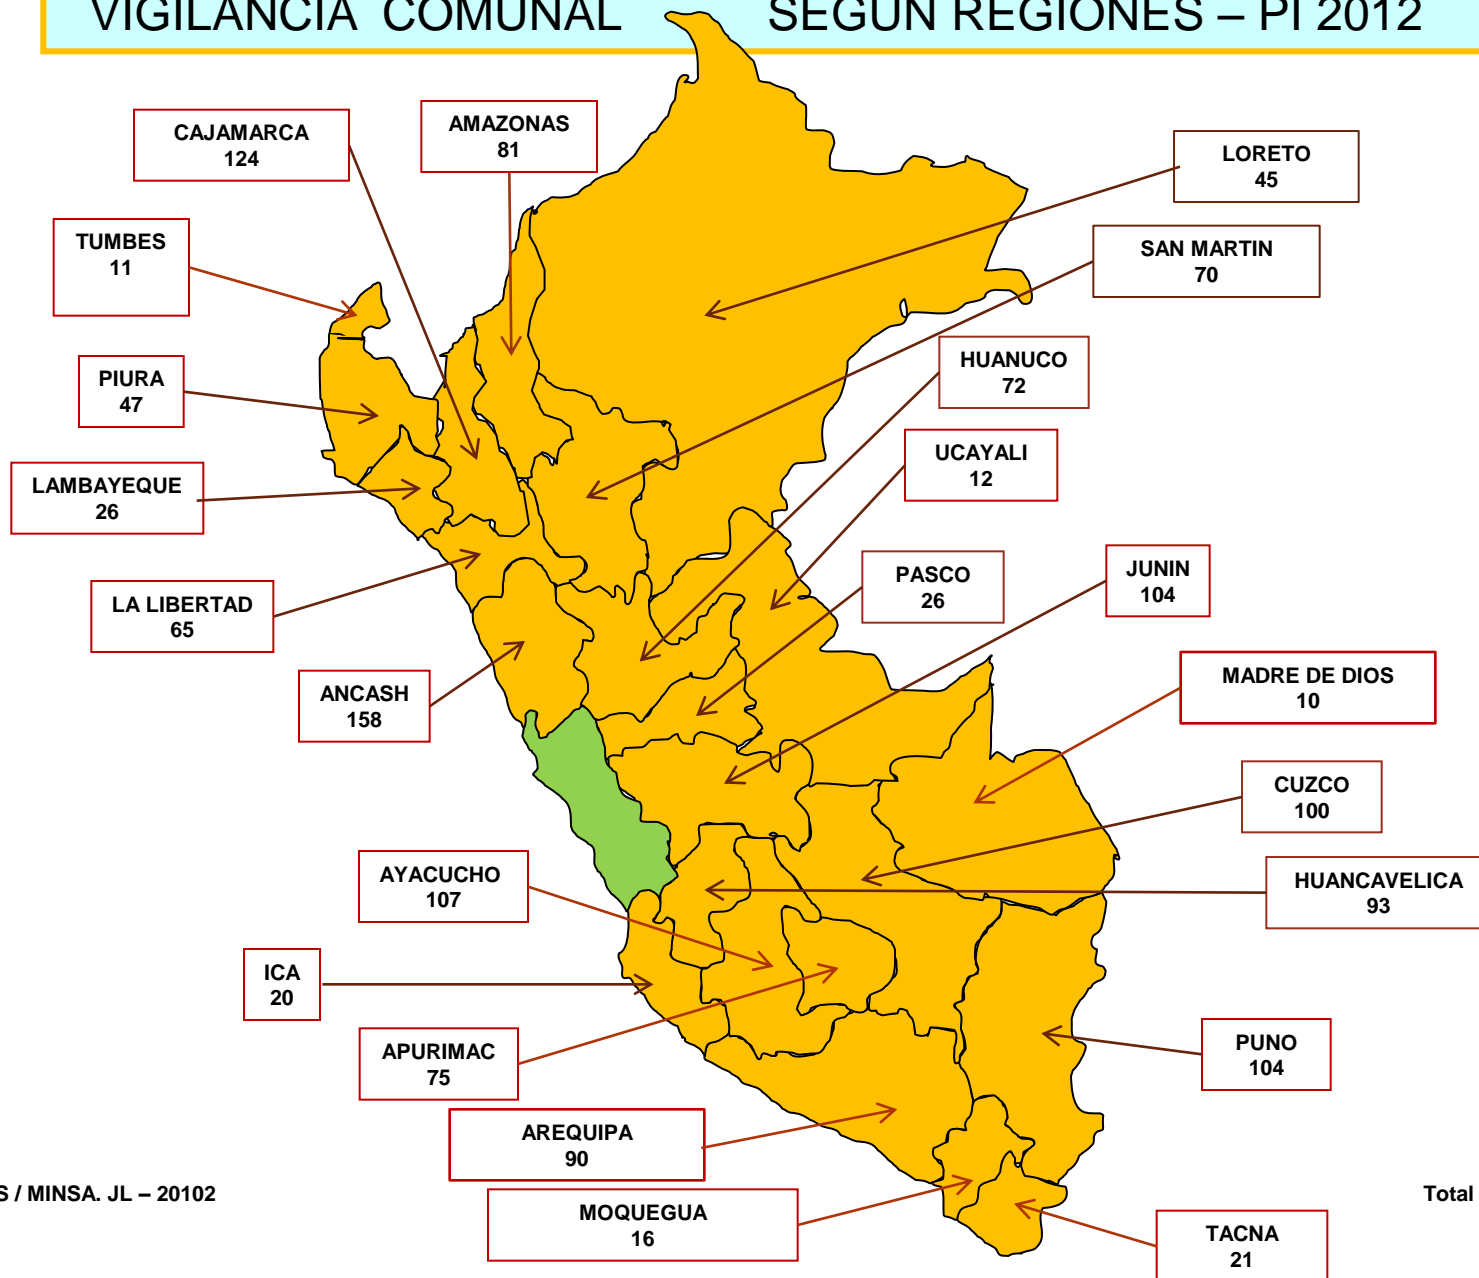 VIGILANCIA COMUNAL SEGÚN REGIONES – PI 2012
CAJAMARCA
124
AMAZONAS
81
LORETO
45
TUMBES
11
SAN MARTIN
70
PIURA
47
HUANUCO
72
LAMBAYEQUE
26
UCAYALI
12
LA LIBERTAD
65
PASCO
26
JUNIN
104
ANCASH
158
MADRE DE DIOS
10
CUZCO
100
AYACUCHO
107
HUANCAVELICA
93
ICA
20
APURIMAC
75
PUNO
104
AREQUIPA
90
S / MINSA. JL – 20102
Total
MOQUEGUA
16
TACNA
21